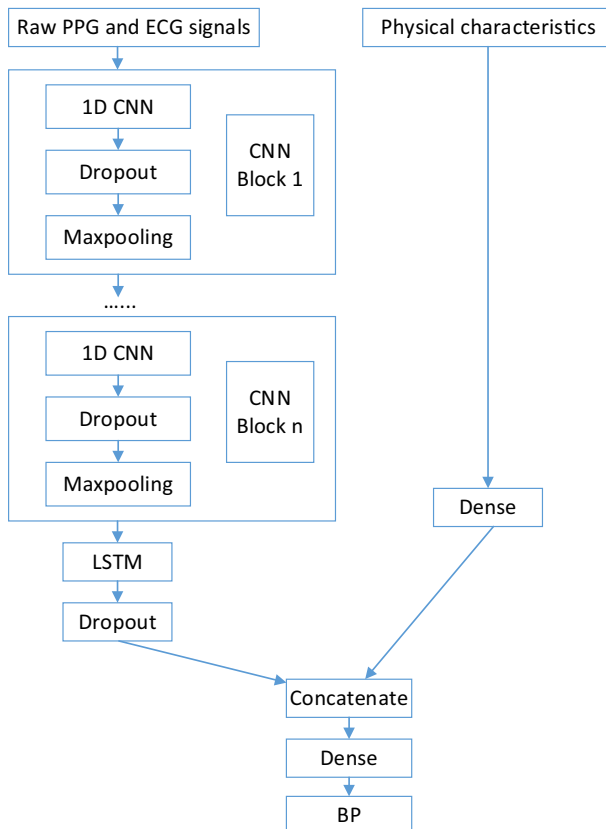 Raw PPG and ECG signals
Physical characteristics
1D CNN
Dropout
Maxpooling
CNN
Block 1
…...
1D CNN
Dropout
Maxpooling
CNN
Block n
LSTM
Dropout
Dense
Concatenate
Dense
BP